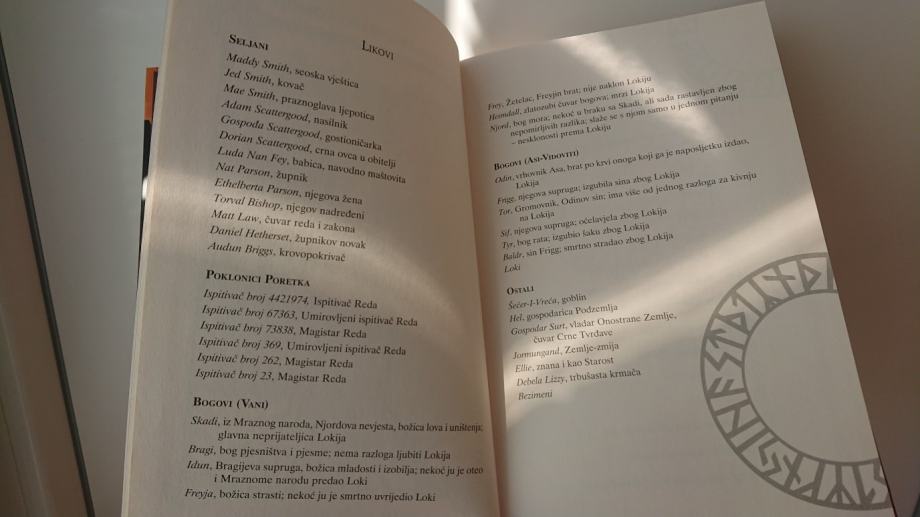 LIKOVI
SELJANI
Maddy Smith, seoska vještica
Jed Smith, kovač
Mae Smith, praznoglava ljepotica
Adam Scattergood, nasilnik
Gospođa Scattergood, gostioničarka
Dorian Scattergood, crna ovca u obitelji
Luda Nan Fey, babica, navodno maštovita
Nat Parson, župnik
Ethelberta Parson, njegova žena
Torval Bishop, njegov nadređeni
Matt Law, čuvar reda i zakona
Daniel Hetherset, župnikov novak
Audun Briggs, krovopokrivač
POKLONICI PORETKA
Ispitivač broj 4421974, Ispitivač Reda
Ispitivač broj 67363, Umirovljeni ispitivač Reda
Ispitivač broj 73838, Magistar Reda
Ispitivač broj 369, Umirovljeni ispitivač Reda
Ispitivač broj 262, Magistar Reda
Ispitivač broj 23, Magistar Reda
BOGOVI (VANI)
Skadi, iz Mraznog naroda, Njordova nevjesta, božica lova i uništenja;
glavna neprijateljica Lokija
Bragi, bog pjesništva i pjesme; nema razloga ljubiti Lokija
Idun, Bragijeva supruga, božica mladosti i izobilja; nekoć ju je oteo
i Mraznome narodu predao Loki
Freyja, božica strasti; nekoć ju je smrtno uvrijedio Loki
Frey, Žetelac, Freyjin brat; nije naklon Lokiju
Heimdall, zlatozubi čuvar bogova; mrzi Lokija
Njord, bog mora; nekoć u braku sa Skadi, ali sada rastavljen zbog
nepomirljivih razlika; slaže se s njom samo u jednom pitanju
– nesklonosti prema Lokiju
BOGOVI (ASI-VIDOVITI)
Odin, vrhovnik Asa, brat po krvi onoga koji ga je naposljetku izdao,
Lokija
Frigg, njegova supruga; izgubila sina zbog Lokija
Tor, Gromovnik, Odinov sin; ima više od jednog razloga za kivnju
na Lokija
Sif, njegova supruga; oćelavjela zbog Lokija
Tyr, bog rata; izgubio šaku zbog Lokija
Baldr, sin Frigg; smrtno stradao zbog Lokija
Loki
OSTALI
Šećer-I-Vreća, goblin
Hel, gospodarica Podzemlja
Gospodar Surt, vladar Onostrane Zemlje,
čuvar Crne Tvrđave
Jormungand, Zemlje-zmija
Ellie, znana i kao Starost
Debela Lizzy, trbušasta krmača
Bezimeni